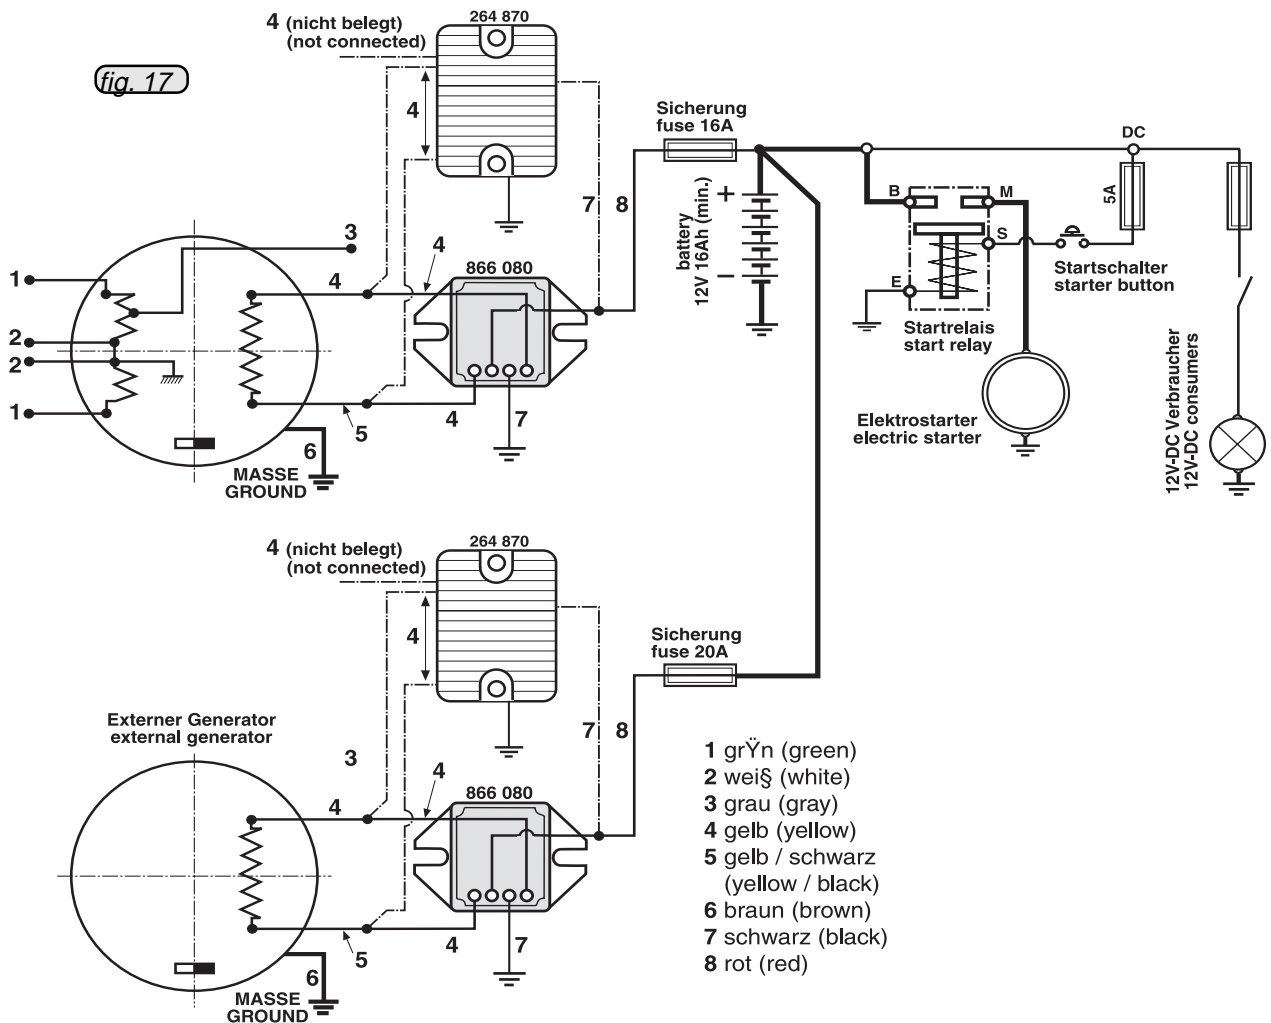 fig. 17
4 (nicht belegt)
(not connected)
264 870
4
3
1
2
2
1
4
4
866 080
7
8
Sicherung
fuse 16A
5
4
7
6
MASSE
GROUND
+
−
battery
12V 16Ah (min.)
DC
B
M
S
E
5A
Startrelais
start relay
Startschalter
starter button
Elektrostarter
electric starter
12V-DC Verbraucher
12V-DC consumers
4 (nicht belegt)
(not connected)
264 870
4
Externer Generator
external generator
3
4
4
866 080
7
8
Sicherung
fuse 20A
5
4
7
6
MASSE
GROUND
1 grŸn (green)
2 wei§ (white)
3 grau (gray)
4 gelb (yellow)
5 gelb / schwarz
(yellow / black)
6 braun (brown)
7 schwarz (black)
8 rot (red)